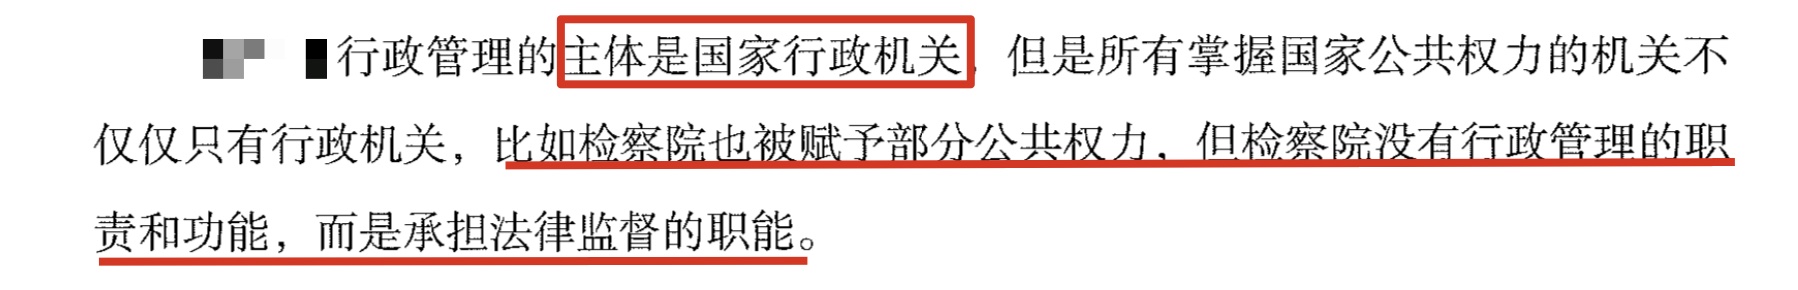 行政管理的主体是国家行政机关，但是所有掌握国家公共权力的机关不
仅仅只有行政机关，比如检察院也被赋予部分公共权力，但检察院没有行政管理的职
责和功能，而是承担法律监督的职能。